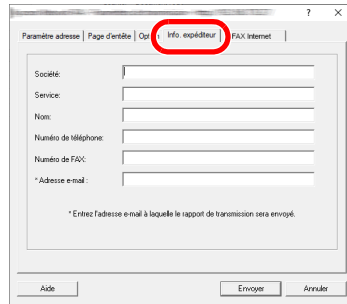 ? ×
Paramètre adresse Page d'entête Opt n Info. expéditeur FAX Internet
Société:
Service:
Nom:
Numéro de téléphone:
Numéro de FAX:
* Adresse e-mail :
* Entrez l'adresse e-mail à laquelle le rapport de transmission sera envoyé.
Aide Envoyer Annuler